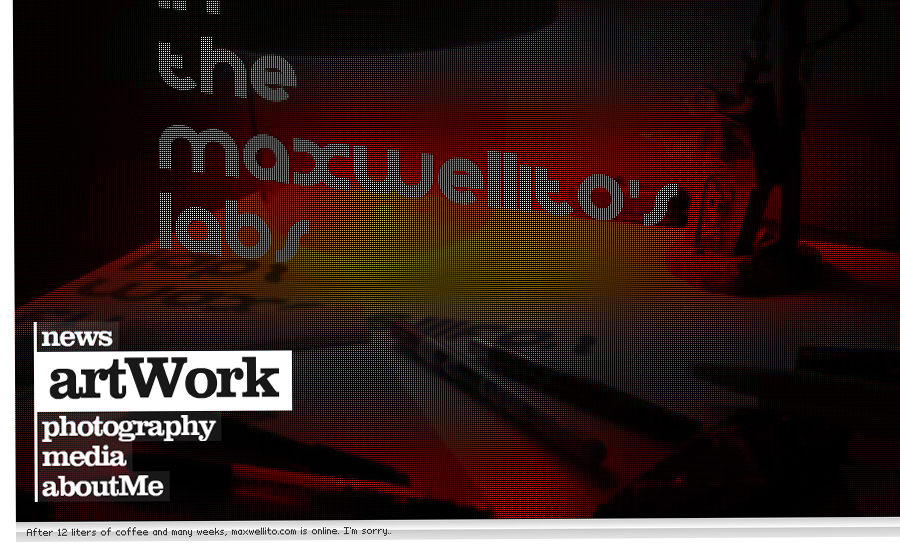 the
maxwellito's
labs
news
artWork
photography
media
aboutMe
After 12 liters of coffee and many weeks, maxwellito.com is online. I'm sorry..